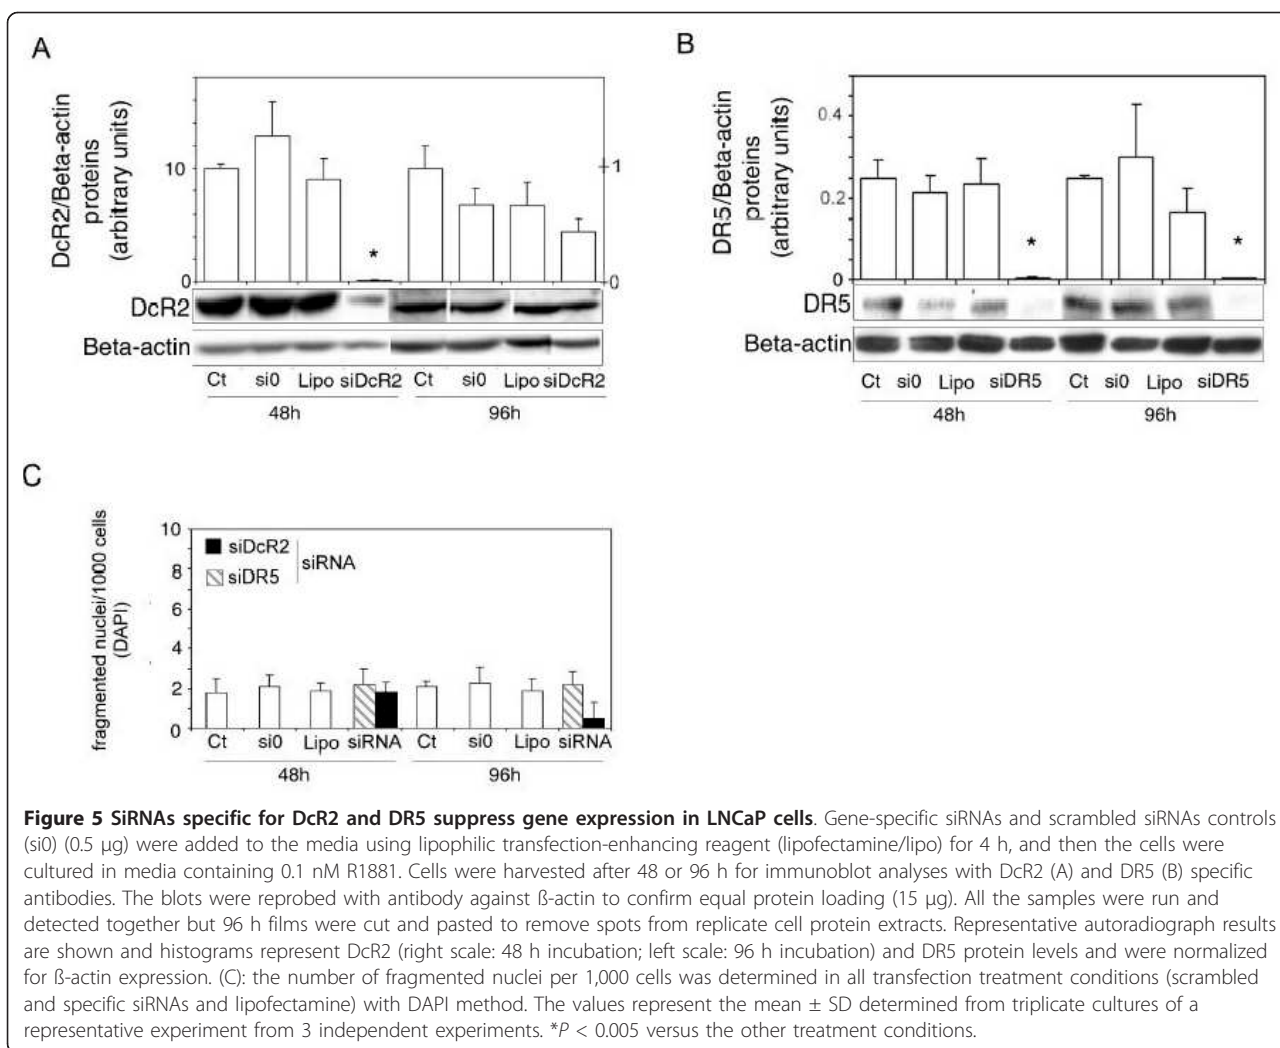 A
DcR2/Beta-actin
proteins
(arbitrary units)
10
0
1
0
*
DcR2
Beta-actin
Ct si0 Lipo siDcR2 Ct si0 Lipo siDcR2
48h 96h
B
DR5/Beta-actin
proteins
(arbitrary units)
0.4
0.2
0
* *
DR5
Beta-actin
Ct si0 Lipo siDR5 Ct si0 Lipo siDR5
48h 96h
C
fragmented nuclei/1000 cells
(DAPI)
10
8
6
4
2
0
siDcR2
siDR5
siRNA
Ct si0 Lipo siRNA Ct si0 Lipo siRNA
48h 96h
Figure 5 SiRNAs specific for DcR2 and DR5 suppress gene expression in LNCaP cells. Gene-specific siRNAs and scrambled siRNAs controls
(si0) (0.5 μg) were added to the media using lipophilic transfection-enhancing reagent (lipofectamine/lipo) for 4 h, and then the cells were
cultured in media containing 0.1 nM R1881. Cells were harvested after 48 or 96 h for immunoblot analyses with DcR2 (A) and DR5 (B) specific
antibodies. The blots were reprobed with antibody against ß-actin to confirm equal protein loading (15 μg). All the samples were run and
detected together but 96 h films were cut and pasted to remove spots from replicate cell protein extracts. Representative autoradiograph results
are shown and histograms represent DcR2 (right scale: 48 h incubation; left scale: 96 h incubation) and DR5 protein levels and were normalized
for ß-actin expression. (C): the number of fragmented nuclei per 1,000 cells was determined in all transfection treatment conditions (scrambled
and specific siRNAs and lipofectamine) with DAPI method. The values represent the mean ± SD determined from triplicate cultures of a
representative experiment from 3 independent experiments. *P < 0.005 versus the other treatment conditions.